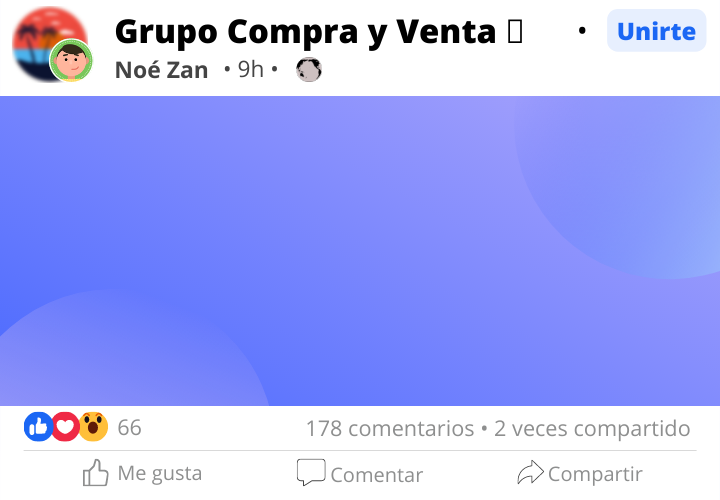 Grupo Compra y Venta
• Unirte
Noé Zan • 9h •
66
178 comentarios • 2 veces compartido
Me gusta
Comentar
Compartir